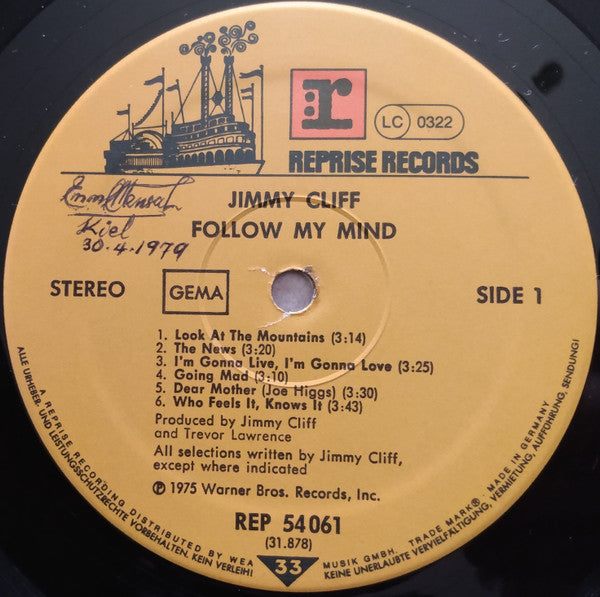 r
LC 0322
REPRISE RECORDS
JIMMY CLIFF
FOLLOW MY MIND
Kiel
30.4.1979
STEREO
GEMA
SIDE 1
1. Look At The Mountains (3:14)
2. The News (3:20)
3. I'm Gonna Live, I'm Gonna Love (3:25)
4. Going Mad (3:10)
5. Dear Mother (Joe Higgs) (3:30)
6. Who Feels It, Knows It (3:43)
Produced by Jimmy Cliff
and Trevor Lawrence
All selections written by Jimmy Cliff,
except where indicated
℗ 1975 Warner Bros. Records, Inc.
REP 54 061
(31.878)
33
A REPRISE RECORDING DISTRIBUTED BY WEA MUSIK GMBH. TRADE MARK®. MADE IN GERMANY
ALLE URHEBER- UND LEISTUNGSSCHUTZRECHTE VORBEHALTEN. KEIN VERLEIH! KEINE UNERLAUBTE VERVIELFÄLTIGUNG, VERMIETUNG, AUFFÜHRUNG, SENDUNG!